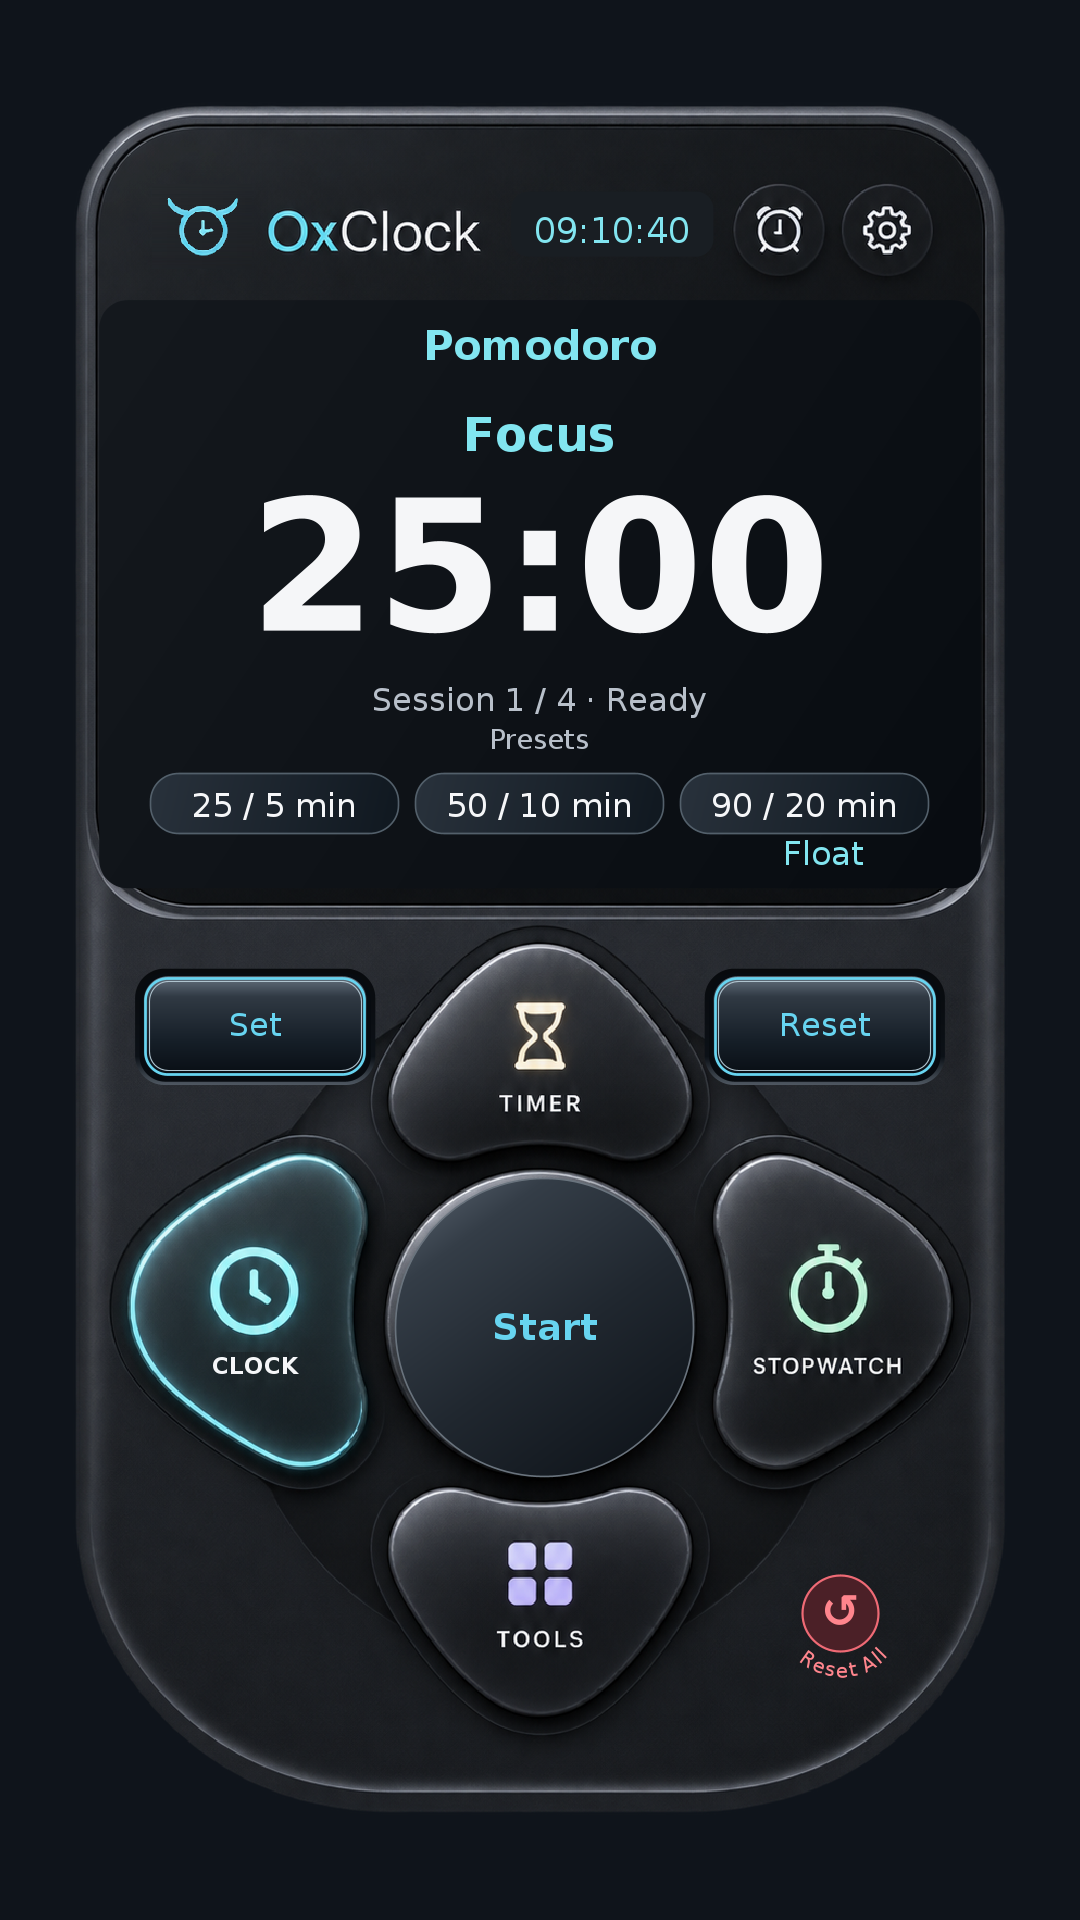 OxClock 09:10:40
Pomodoro
Focus
25:00
Session 1 / 4 · Ready
Presets
25 / 5 min 50 / 10 min 90 / 20 min
Float
Set Reset
TIMER
Start
CLOCK STOPWATCH
TOOLS
Reset All